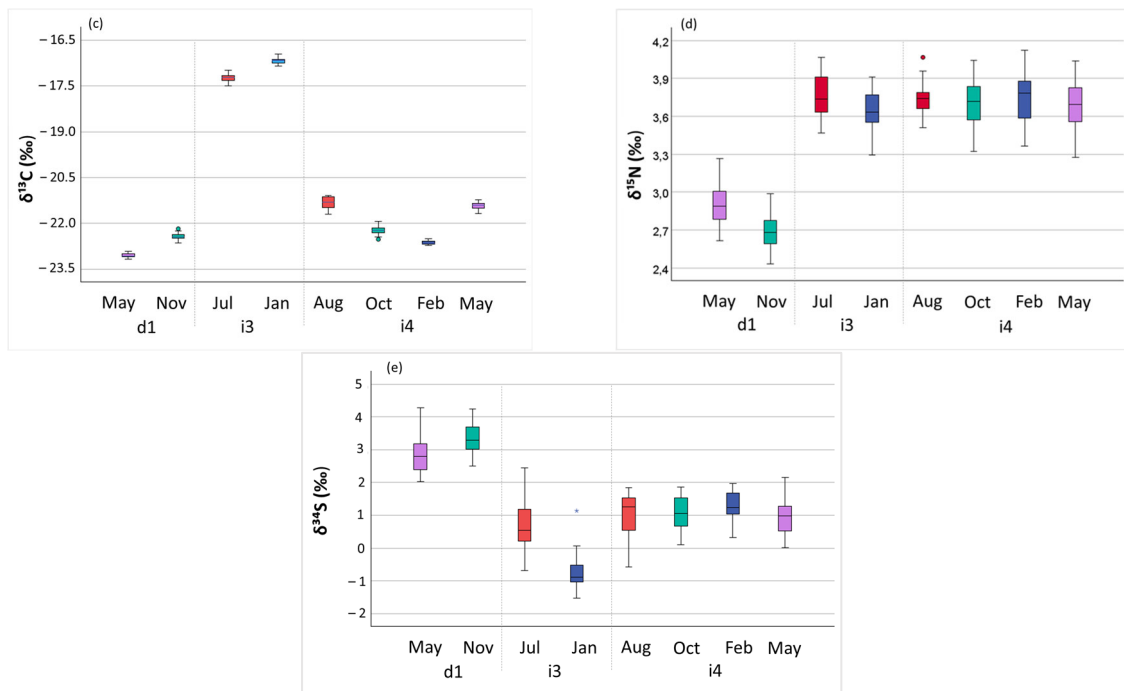 (c)
δ¹³C (‰)
− 16.5
− 17.5
− 19.0
− 20.5
− 22.0
− 23.5
May Nov Jul Jan Aug Oct Feb May
d1 i3 i4
(d)
δ¹⁵N (‰)
4,2
3,9
3,6
3,3
3,0
2,7
2,4
May Nov Jul Jan Aug Oct Feb May
d1 i3 i4
(e)
δ³⁴S (‰)
5
4
3
2
1
0
− 1
− 2
May Nov Jul Jan Aug Oct Feb May
d1 i3 i4